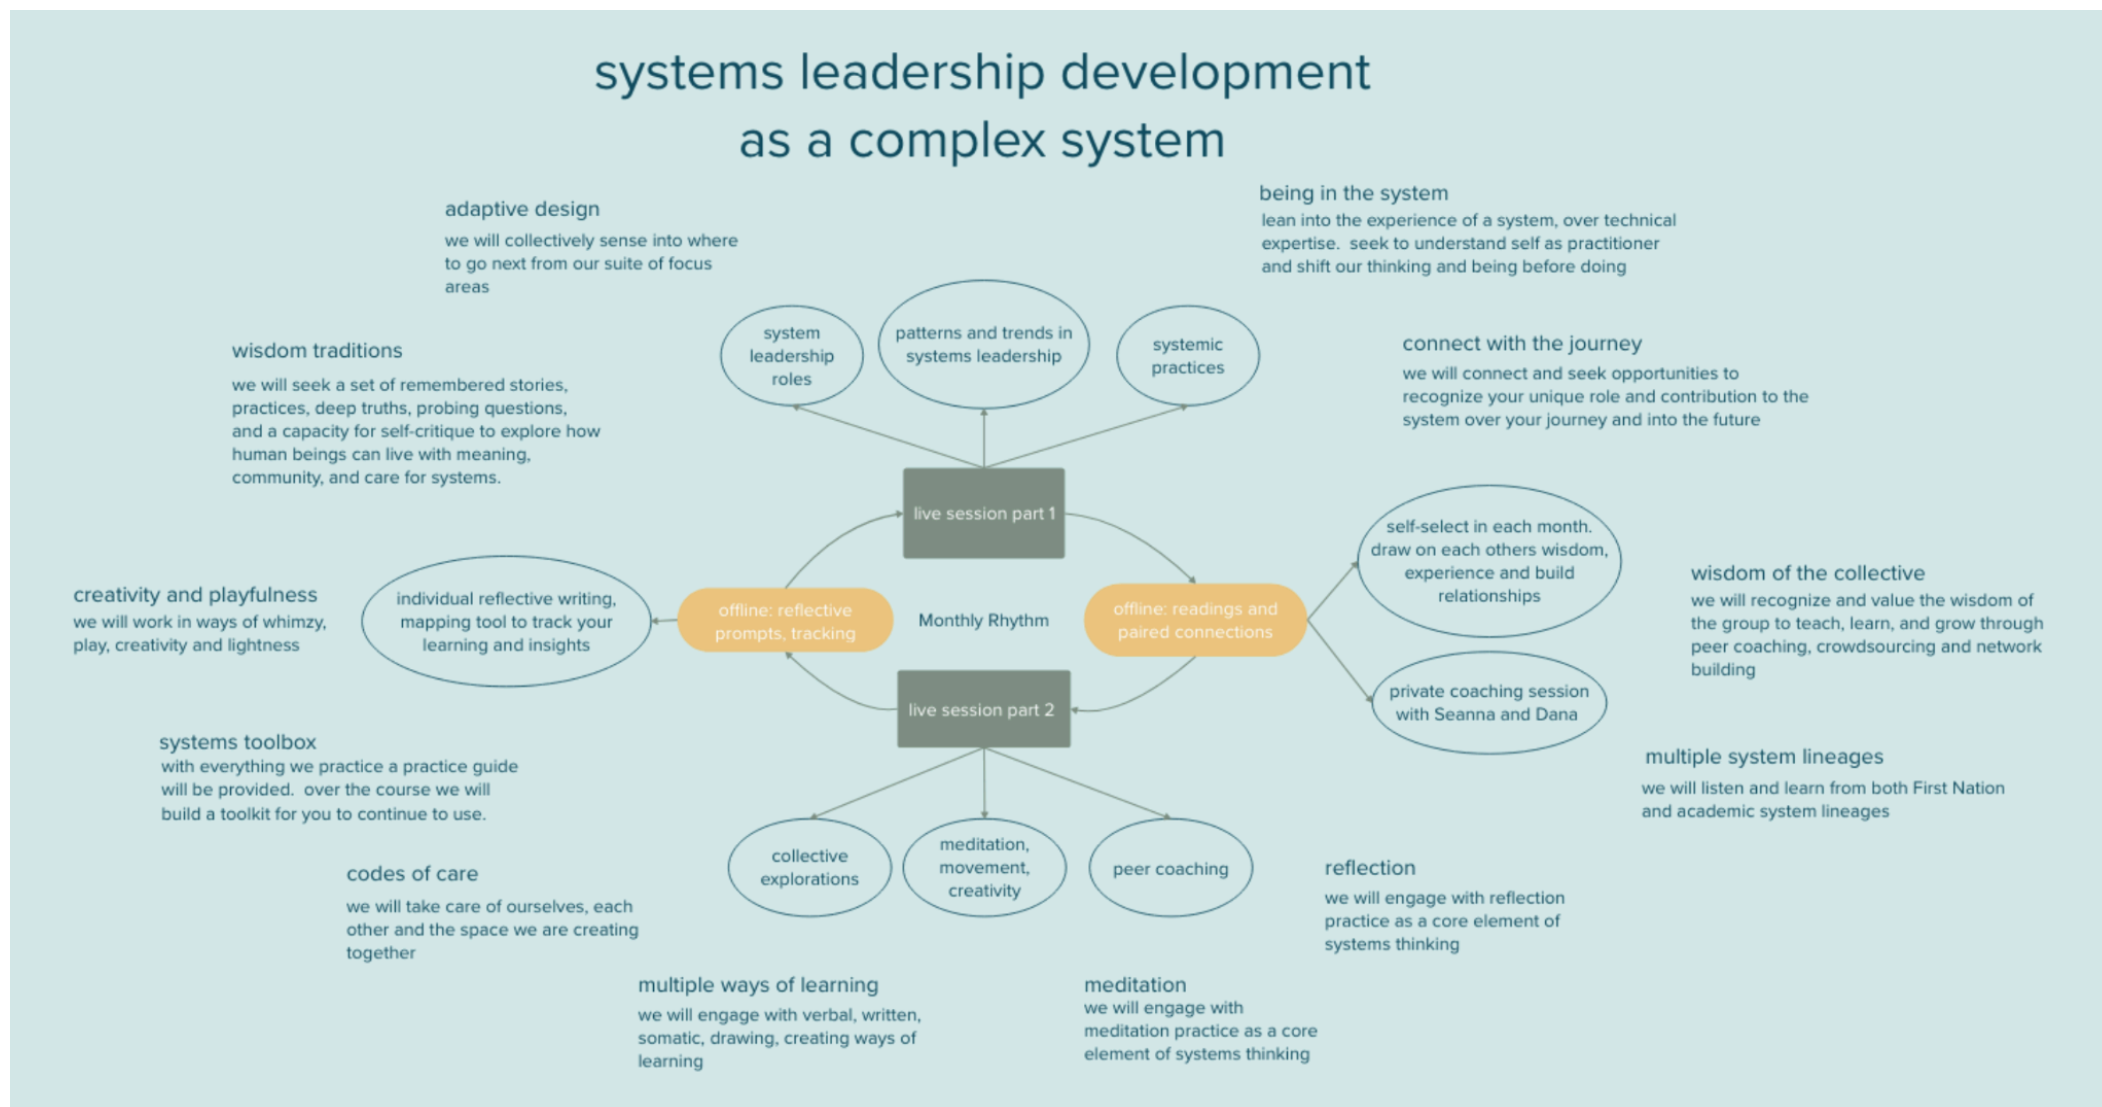 systems leadership development
as a complex system
adaptive design
we will collectively sense into where
to go next from our suite of focus
areas
being in the system
lean into the experience of a system, over technical
expertise.  seek to understand self as practitioner
and shift our thinking and being before doing
wisdom traditions
we will seek a set of remembered stories,
practices, deep truths, probing questions,
and a capacity for self-critique to explore how
human beings can live with meaning,
community, and care for systems.
system
leadership
roles
patterns and trends in
systems leadership
systemic
practices
connect with the journey
we will connect and seek opportunities to
recognize your unique role and contribution to the
system over your journey and into the future
live session part 1
self-select in each month.
draw on each others wisdom,
experience and build
relationships
creativity and playfulness
we will work in ways of whimzy,
play, creativity and lightness
individual reflective writing,
mapping tool to track your
learning and insights
offline: reflective
prompts, tracking
Monthly Rhythm
offline: readings and
paired connections
wisdom of the collective
we will recognize and value the wisdom of
the group to teach, learn, and grow through
peer coaching, crowdsourcing and network
building
private coaching session
with Seanna and Dana
live session part 2
systems toolbox
with everything we practice a practice guide
will be provided.  over the course we will
build a toolkit for you to continue to use.
multiple system lineages
we will listen and learn from both First Nation
and academic system lineages
collective
explorations
meditation,
movement,
creativity
peer coaching
codes of care
we will take care of ourselves, each
other and the space we are creating
together
reflection
we will engage with reflection
practice as a core element of
systems thinking
multiple ways of learning
we will engage with verbal, written,
somatic, drawing, creating ways of
learning
meditation
we will engage with
meditation practice as a core
element of systems thinking